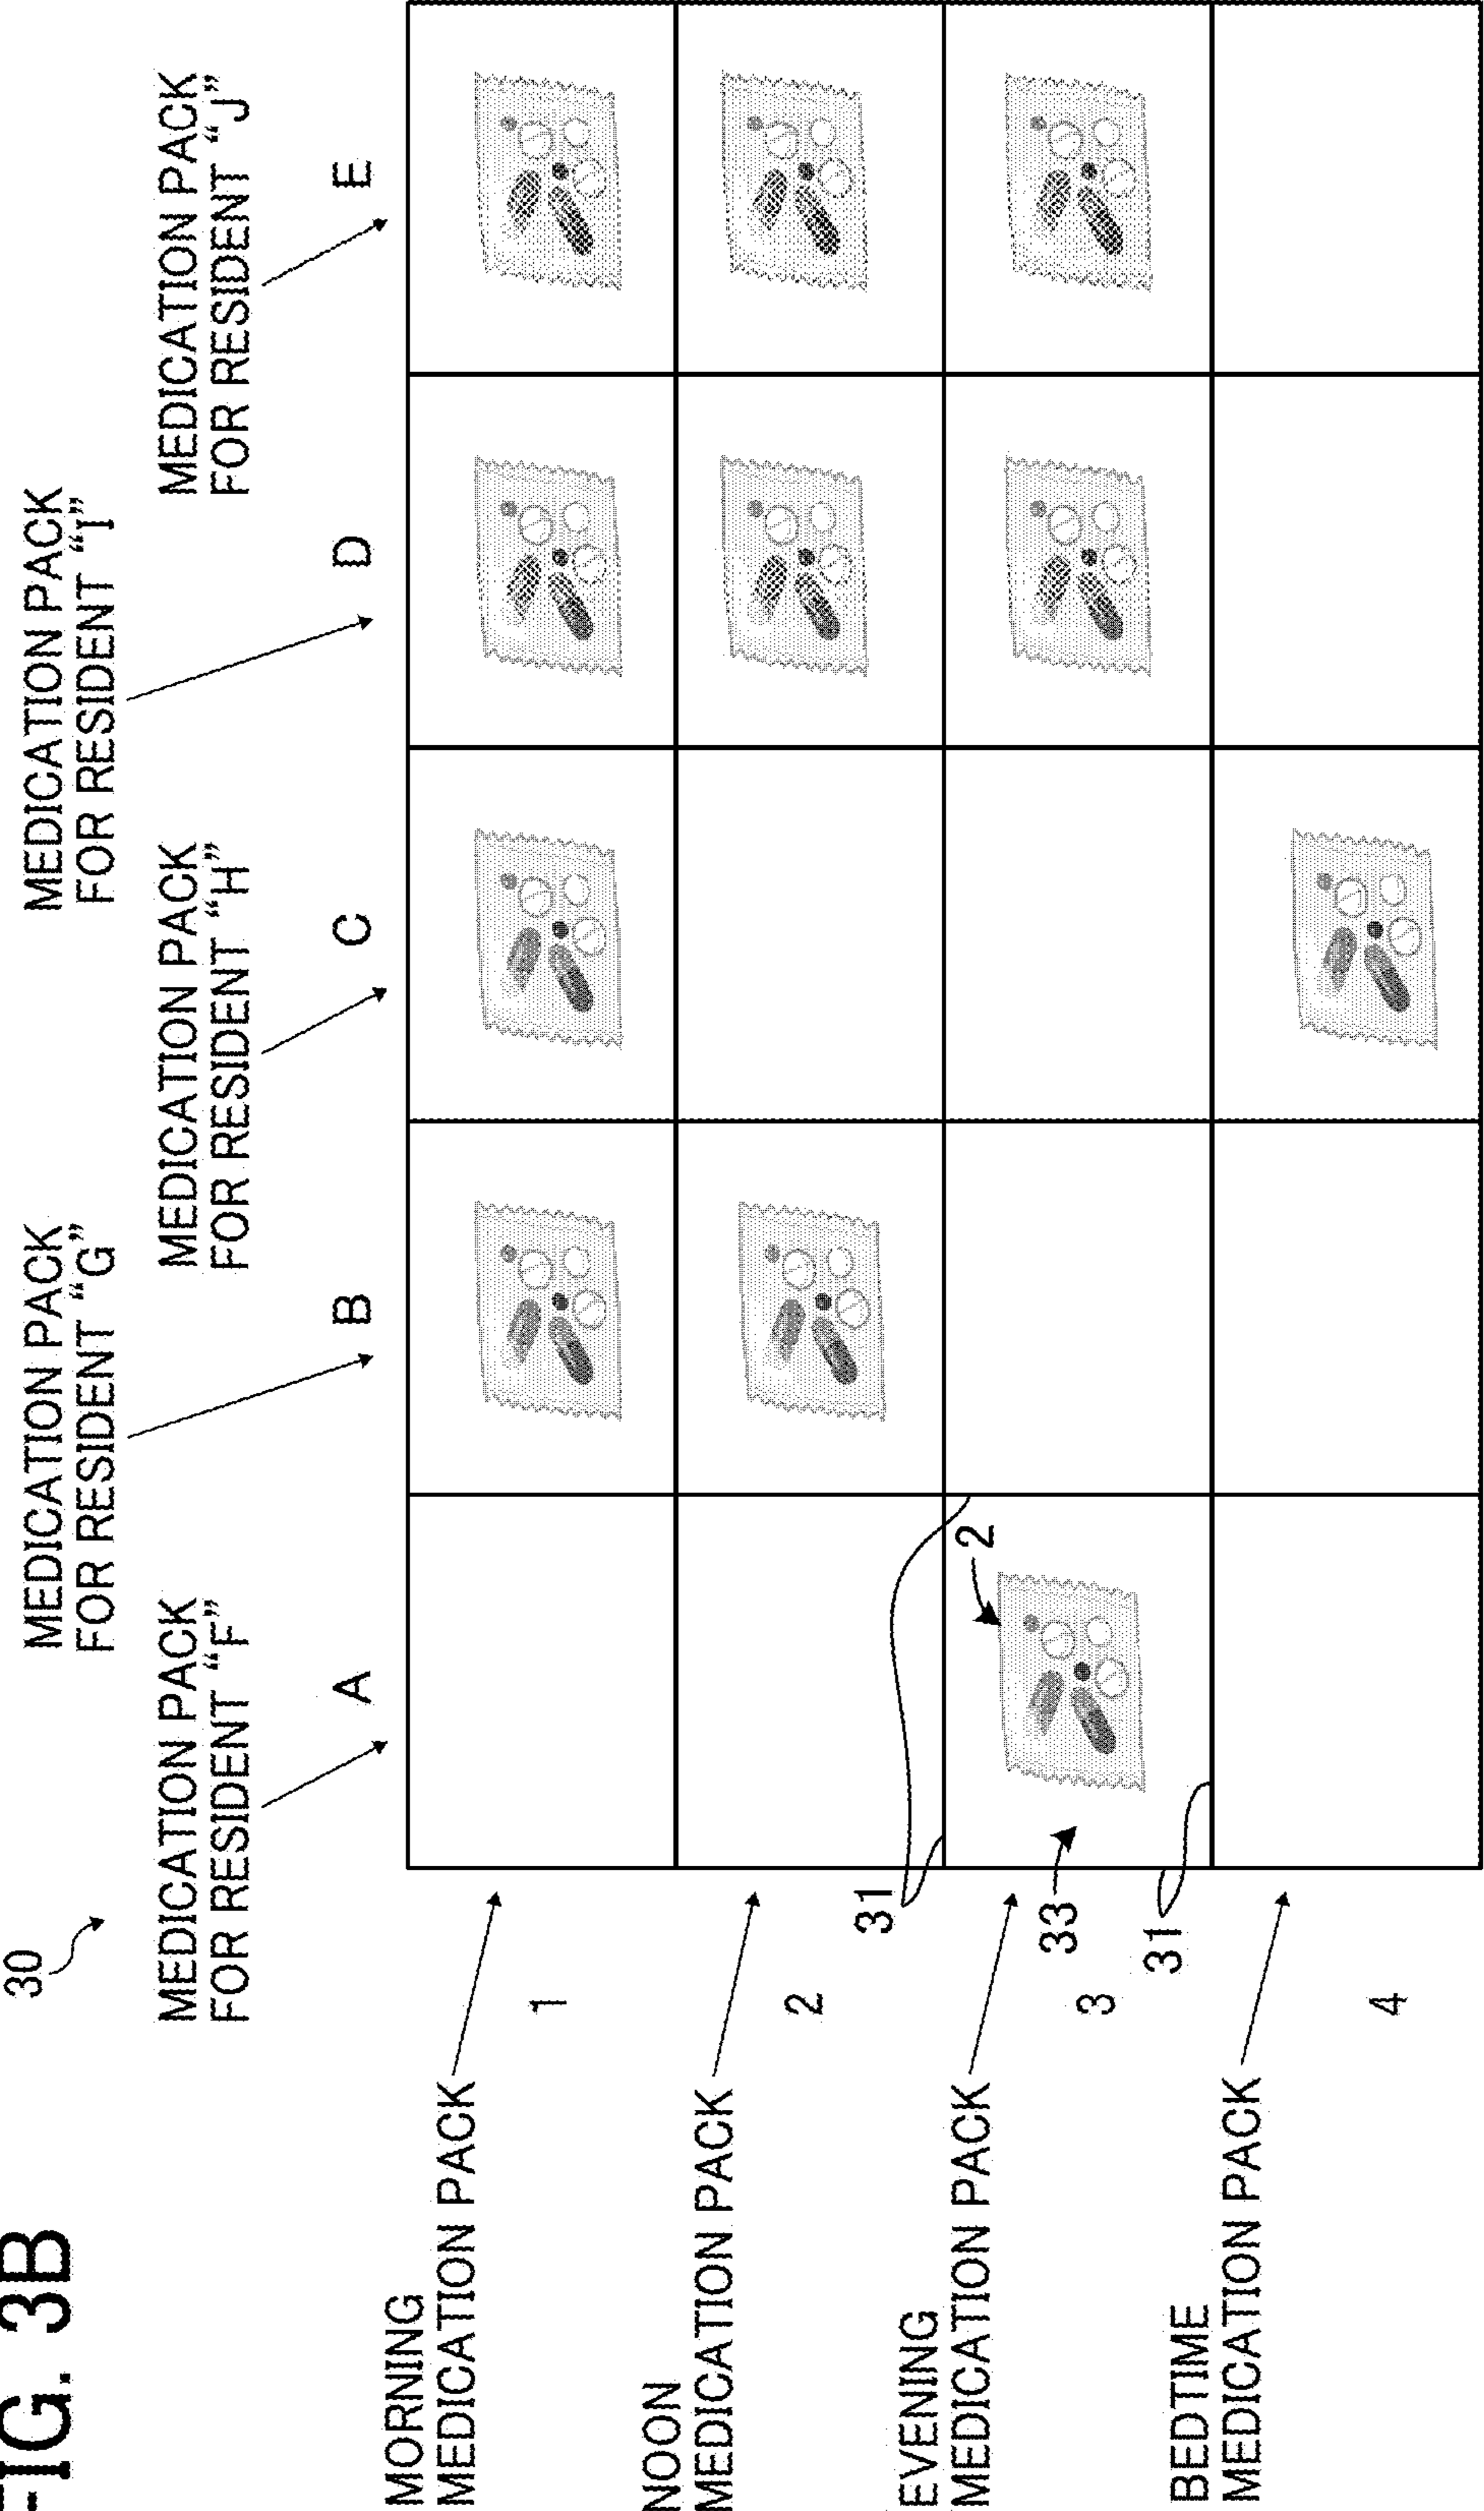 FIG. 3B
30
MEDICATION PACK
FOR RESIDENT “F”
MEDICATION PACK
FOR RESIDENT “G”
MEDICATION PACK
FOR RESIDENT “H”
MEDICATION PACK
FOR RESIDENT “I”
MEDICATION PACK
FOR RESIDENT “J”
A
B
C
D
E
MORNING
MEDICATION PACK
1
NOON
MEDICATION PACK
2
31
EVENING
MEDICATION PACK
3
33
2
31
BEDTIME
MEDICATION PACK
4